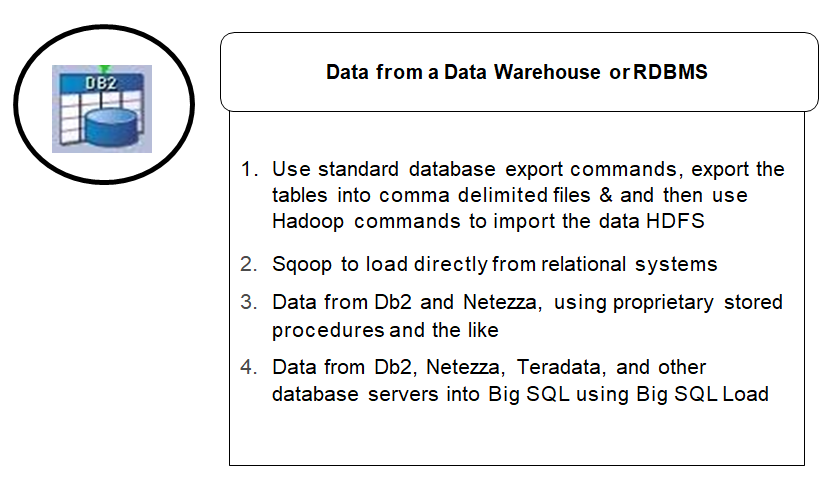 DB2
Data from a Data Warehouse or RDBMS
1. Use standard database export commands, export the
tables into comma delimited files & and then use
Hadoop commands to import the data HDFS
2. Sqoop to load directly from relational systems
3. Data from Db2 and Netezza, using proprietary stored
procedures and the like
4. Data from Db2, Netezza, Teradata, and other
database servers into Big SQL using Big SQL Load